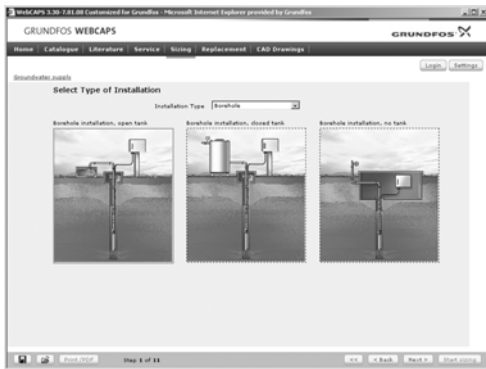 WebCAPS 3.30-7.01.00 Customized for Grundfos - Microsoft Internet Explorer provided by Grundfos
GRUNDFOS WEBCAPS
GRUNDFOS
Home Catalogue Literature Service Sizing Replacement CAD Drawings
Login Settings
Groundwater supply
Select Type of Installation
Installation Type Borehole
Borehole installation, open tank Borehole installation, closed tank Borehole installation, no tank
Print/PDF Step 1 of 11 << < Back Next > Start sizing